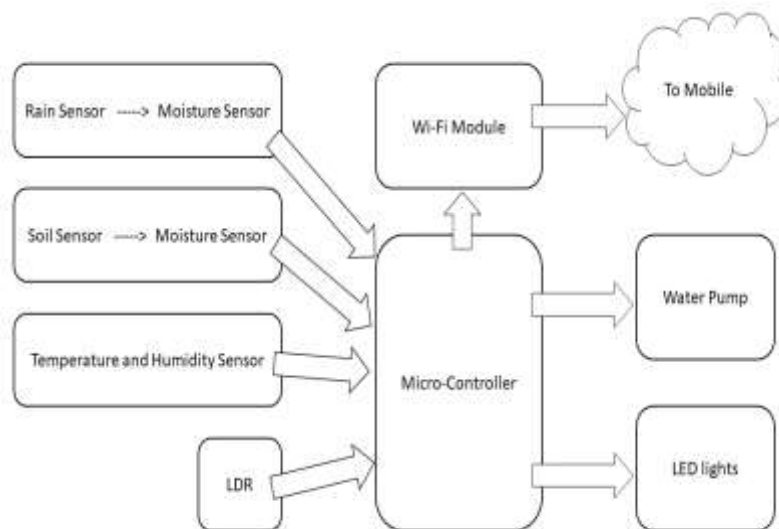 Rain Sensor ----> Moisture Sensor
Soil Sensor ----> Moisture Sensor
Temperature and Humidity Sensor
LDR
Wi-Fi Module
Micro-Controller
To Mobile
Water Pump
LED lights